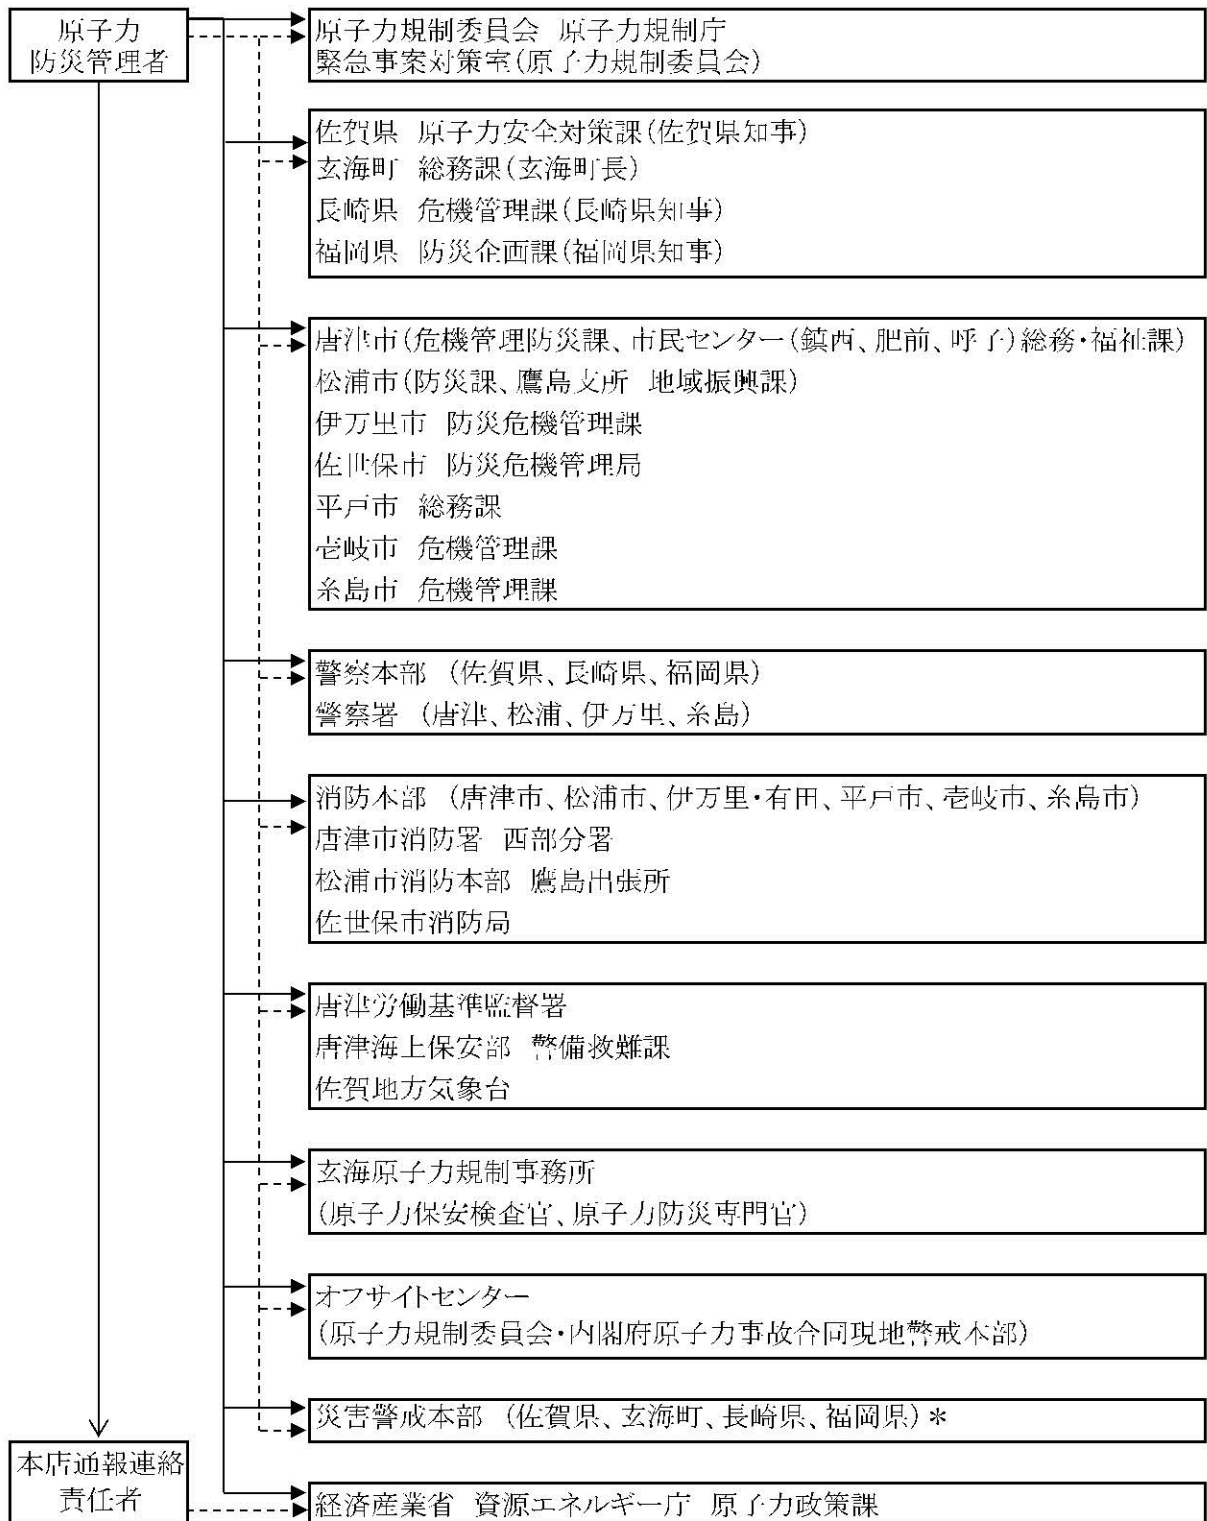 原子力
防災管理者
原子力規制委員会 原子力規制庁
緊急事案対策室(原子力規制委員会)
佐賀県 原子力安全対策課(佐賀県知事)
玄海町 総務課(玄海町長)
長崎県 危機管理課(長崎県知事)
福岡県 防災企画課(福岡県知事)
唐津市(危機管理防災課、市民センター(鎮西、肥前、呼子)総務・福祉課)
松浦市(防災課、鷹島支所 地域振興課)
伊万里市 防災危機管理課
佐世保市 防災危機管理局
平戸市 総務課
壱岐市 危機管理課
糸島市 危機管理課
警察本部 (佐賀県、長崎県、福岡県)
警察署 (唐津、松浦、伊万里、糸島)
消防本部 (唐津市、松浦市、伊万里・有田、平戸市、壱岐市、糸島市)
唐津市消防署 西部分署
松浦市消防本部 鷹島出張所
佐世保市消防局
唐津労働基準監督署
唐津海上保安部 警備救難課
佐賀地方気象台
玄海原子力規制事務所
(原子力保安検査官、原子力防災専門官)
オフサイトセンター
(原子力規制委員会・内閣府原子力事故合同現地警戒本部)
災害警戒本部 (佐賀県、玄海町、長崎県、福岡県)*
本店通報連絡
責任者
経済産業省 資源エネルギー庁 原子力政策課